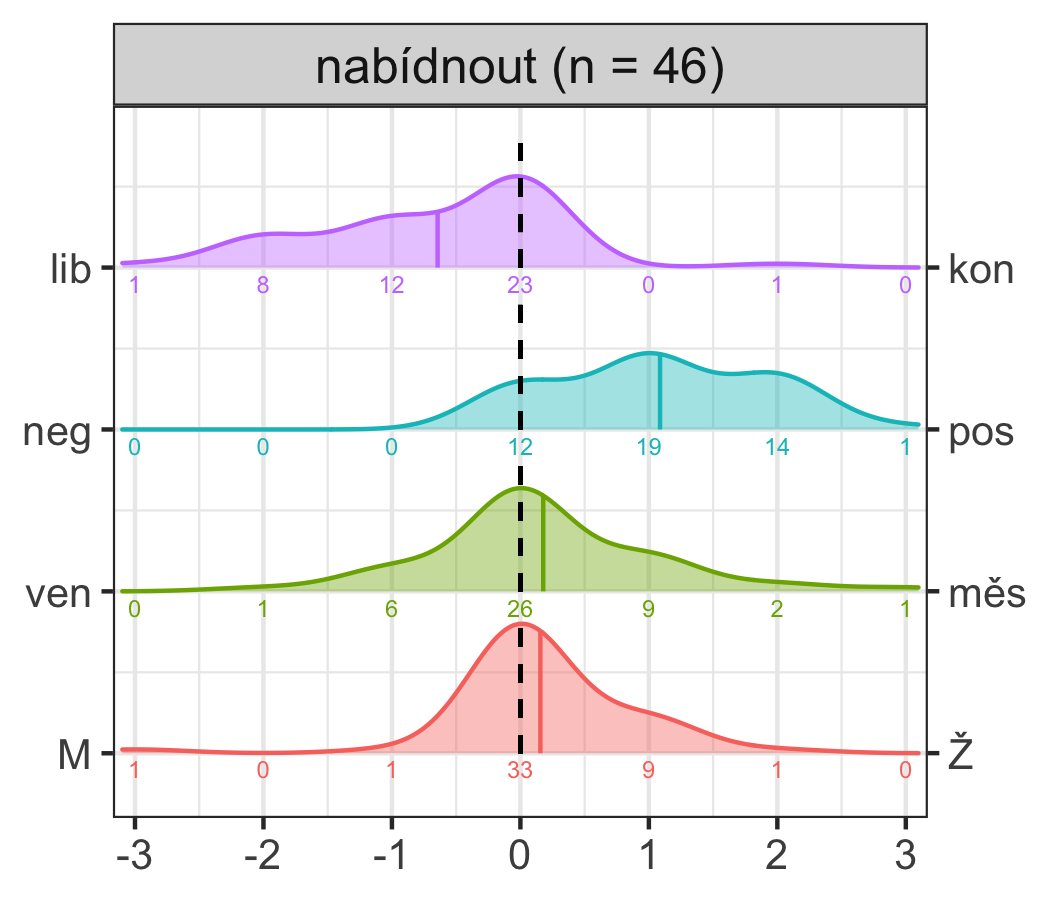 nabídnout (n = 46)
lib kon
1 8 12 23 0 1 0
neg pos
0 0 0 12 19 14 1
ven měs
0 1 6 26 9 2 1
M Ž
1 0 1 33 9 1 0
-3 -2 -1 0 1 2 3